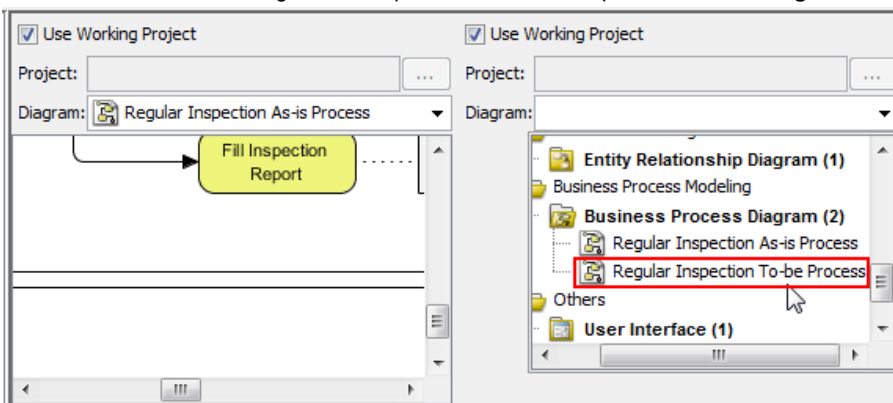 Use Working Project
Project:
...
Diagram:
Regular Inspection As-is Process
Fill Inspection
Report
Use Working Project
Project:
...
Diagram:
Entity Relationship Diagram (1)
Business Process Modeling
Business Process Diagram (2)
Regular Inspection As-is Process
Regular Inspection To-be Process
Others
User Interface (1)